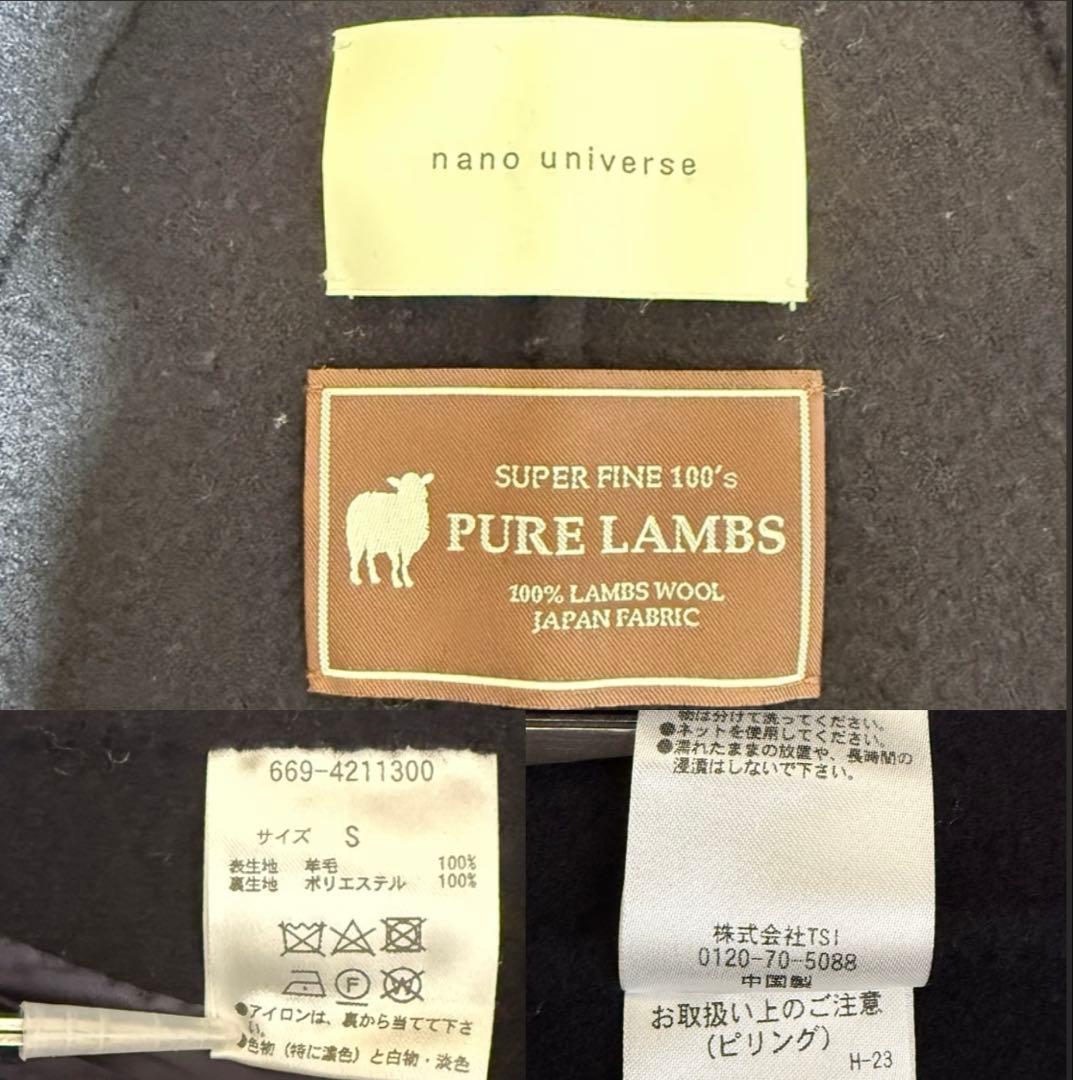 nano universe
SUPER FINE 100's
PURE LAMBS
100% LAMBS WOOL
JAPAN FABRIC
669-4211300
サイズ S
表生地 羊毛 100%
裏生地 ポリエステル 100%
F
W
●アイロンは、裏から当てて下さ
い。
●色物（特に濃色）と白物・淡色
物は分けて洗ってください。
●ネットを使用してください。
●濡れたままの放置や、長時間の
浸漬はしないで下さい。
株式会社TSI
0120-70-5088
中国製
お取扱い上のご注意
(ピリング)
H-23